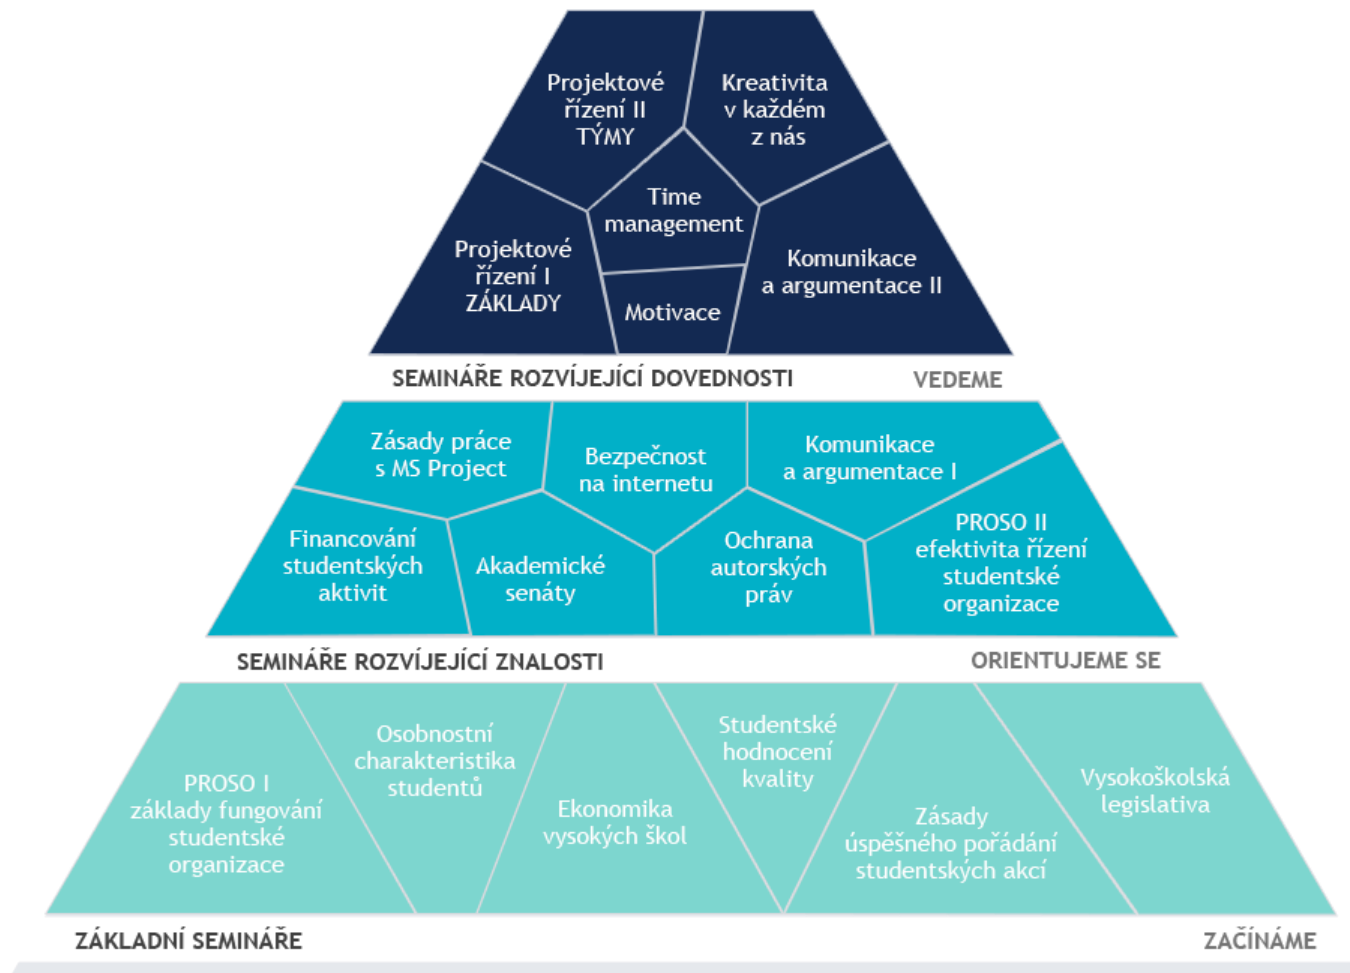 Projektové
řízení II
TÝMY
Kreativita
v každém
z nás
Time
management
Projektové
řízení I
ZÁKLADY
Motivace
Komunikace
a argumentace II
SEMINÁŘE ROZVÍJEJÍCÍ DOVEDNOSTI
VEDEME
Zásady práce
s MS Project
Bezpečnost
na internetu
Komunikace
a argumentace I
Financování
studentských
aktivit
Akademické
senáty
Ochrana
autorských
práv
PROSO II
efektivita řízení
studentské
organizace
SEMINÁŘE ROZVÍJEJÍCÍ ZNALOSTI
ORIENTUJEME SE
PROSO I
základy fungování
studentské
organizace
Osobnostní
charakteristika
studentů
Ekonomika
vysokých škol
Studentské
hodnocení
kvality
Zásady
úspěšného pořádání
studentských akcí
Vysokoškolská
legislativa
ZÁKLADNÍ SEMINÁŘE
ZAČÍNÁME